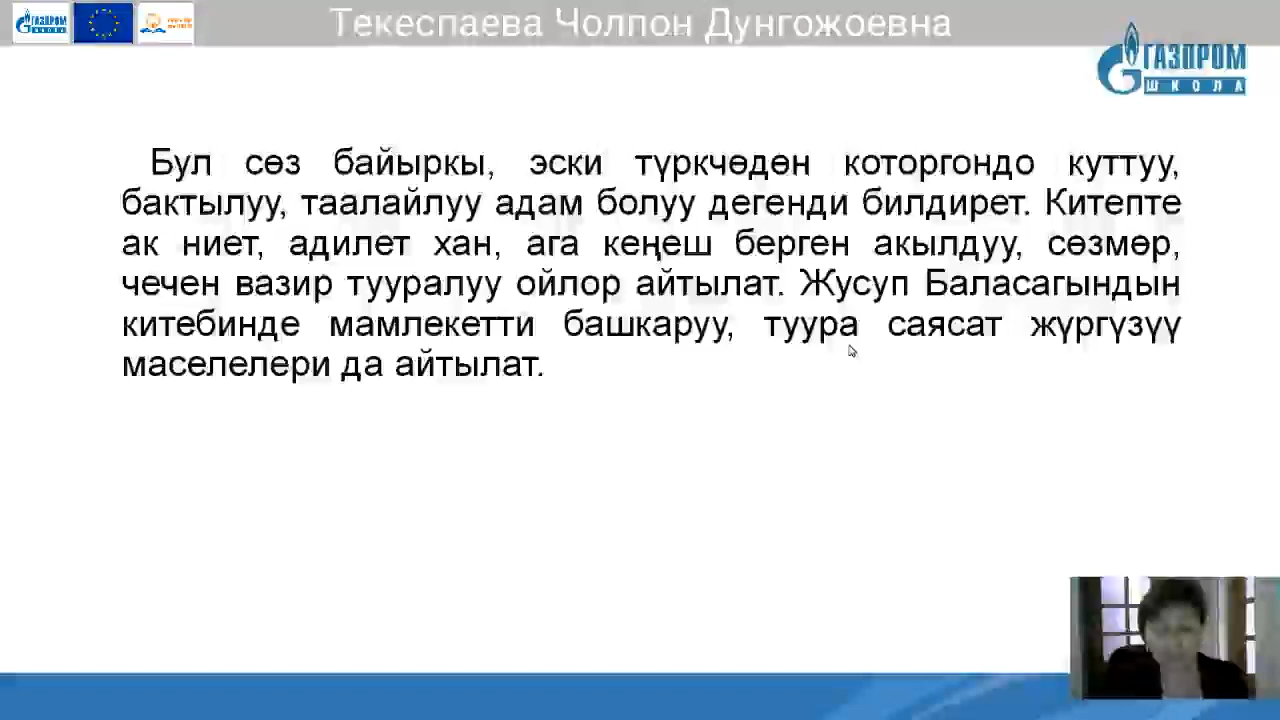 Текеспаева Чолпон Дунгожоевна
ГАЗПРОМ
ШКОЛА
Бул сөз байыркы, эски түркчөдөн которгондо куттуу,
бактылуу, таалайлуу адам болуу дегенди билдирет. Китепте
ак ниет, адилет хан, ага кеңеш берген акылдуу, сөзмөр,
чечен вазир тууралуу ойлор айтылат. Жусуп Баласагындын
китебинде мамлекетти башкаруу, туура саясат жүргүзүү
маселелери да айтылат.